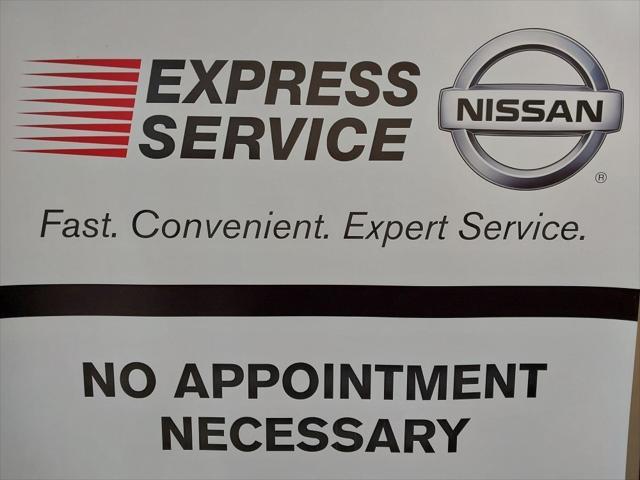 EXPRESS
SERVICE
NISSAN
®
Fast. Convenient. Expert Service.
NO APPOINTMENT
NECESSARY